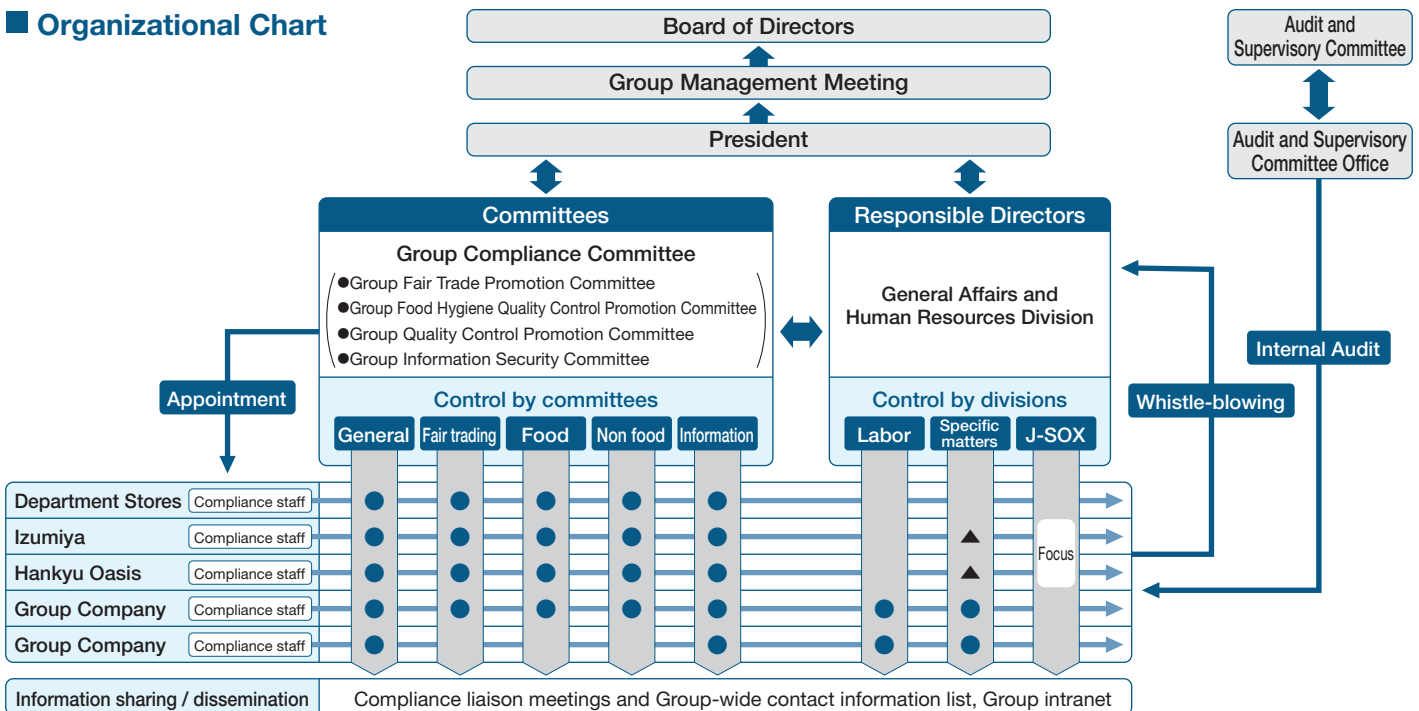 ■ Organizational Chart
Board of Directors
Group Management Meeting
President
Audit and
Supervisory Committee
Audit and Supervisory
Committee Office
Committees
Group Compliance Committee
●Group Fair Trade Promotion Committee
●Group Food Hygiene Quality Control Promotion Committee
●Group Quality Control Promotion Committee
●Group Information Security Committee
Responsible Directors
General Affairs and
Human Resources Division
Appointment
Internal Audit
Whistle-blowing
Control by committees
General
Fair trading
Food
Non food
Information
Control by divisions
Labor
Specific
matters
J-SOX
Department Stores Compliance staff
Izumiya Compliance staff
Hankyu Oasis Compliance staff
Group Company Compliance staff
Group Company Compliance staff
Focus
Information sharing / dissemination
Compliance liaison meetings and Group-wide contact information list, Group intranet